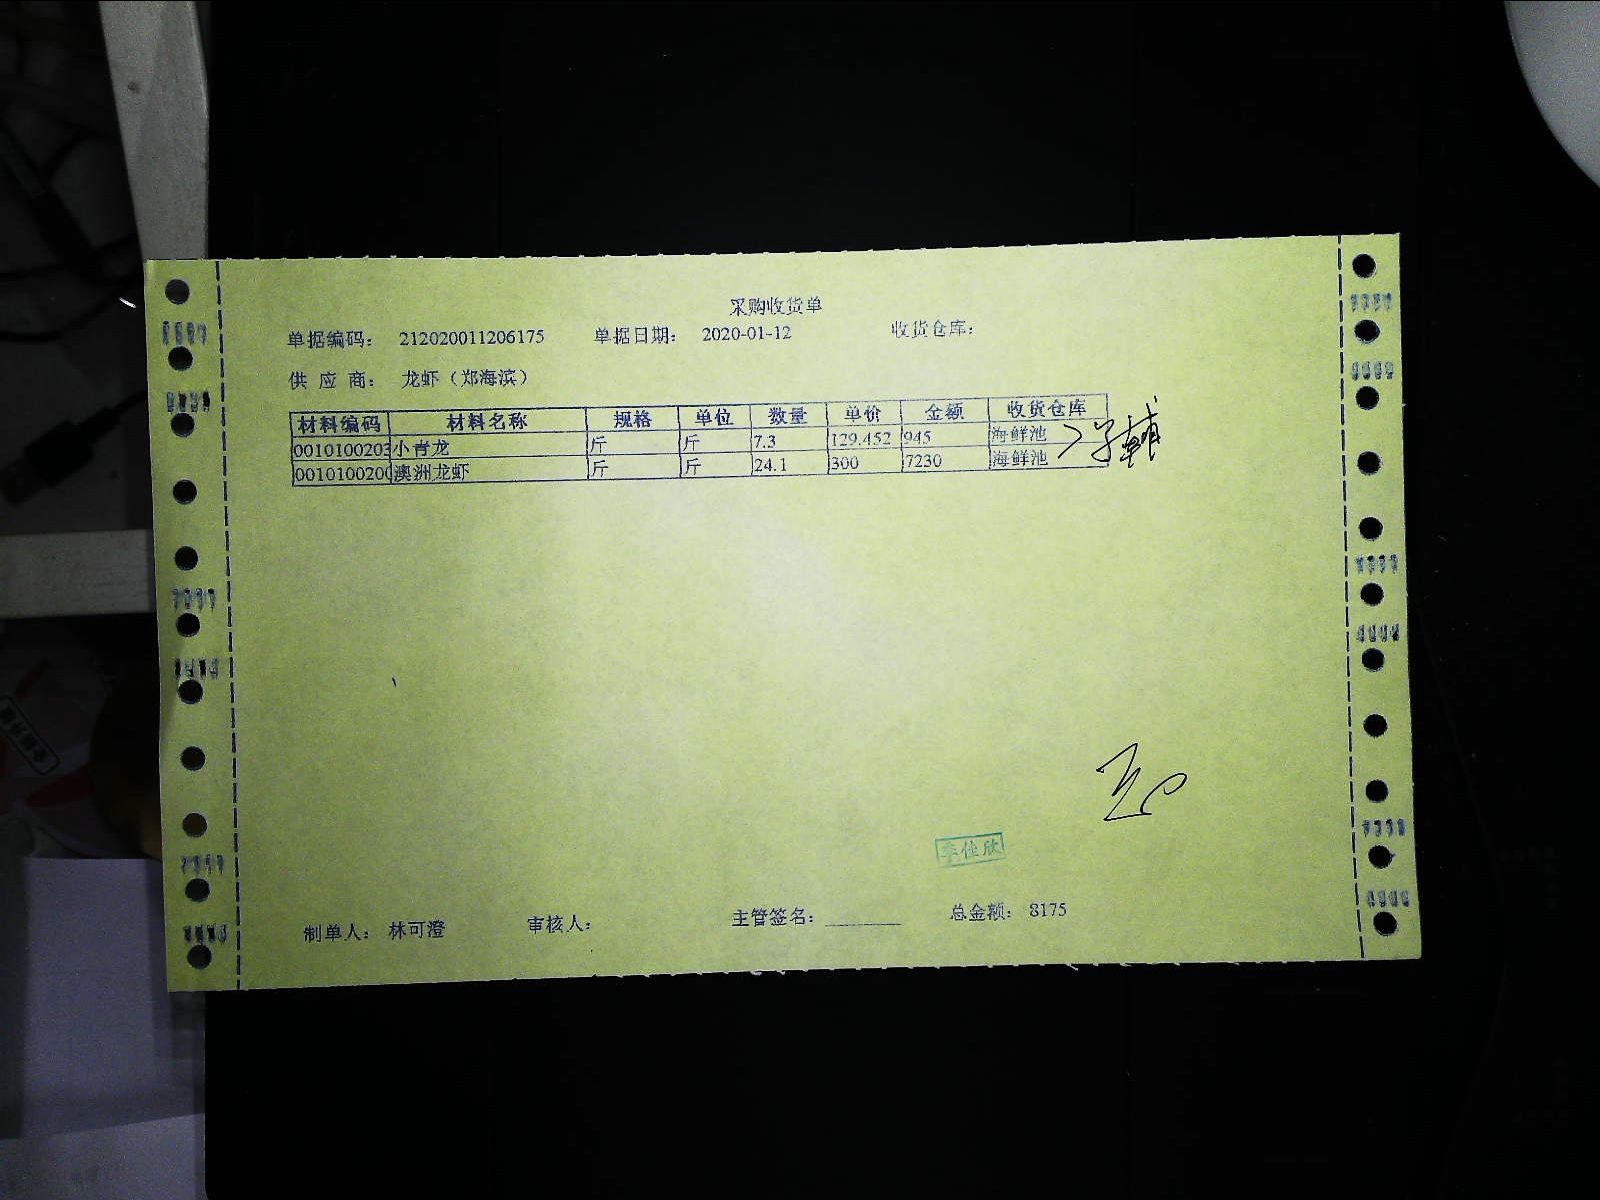 采购收货单
单据编码： 212020011206175 单据日期： 2020-01-12 收货仓库：
供 应 商： 龙虾（郑海滨）
材料编码 材料名称 规格 单位 数量 单价 金额 收货仓库
0010100203 小青龙 斤 斤 7.3 129.452 945 海鲜池
0010100200 澳洲龙虾 斤 斤 24.1 300 7230 海鲜池
李佳欣
制单人： 林可澄 审核人： 主管签名： 总金额： 8175